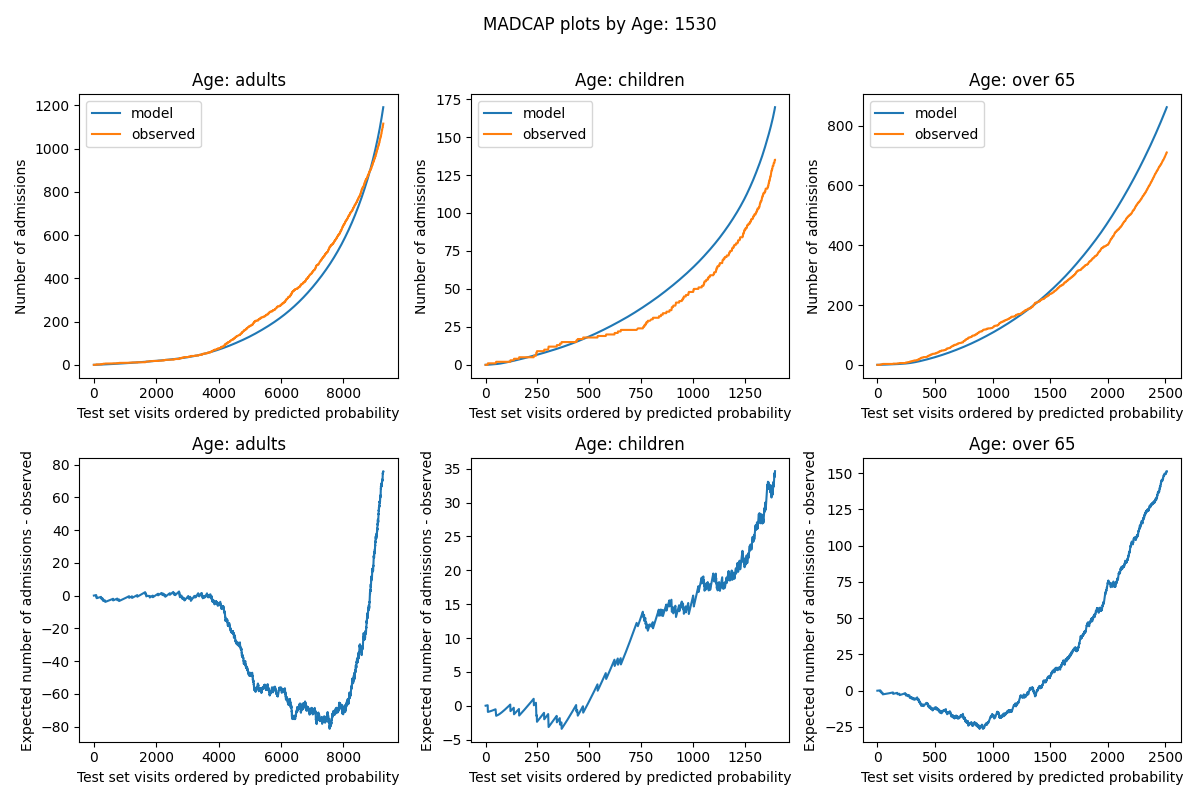 MADCAP plots by Age: 1530
Age: adults
Number of admissions
1200
1000
800
600
400
200
0
model
observed
0 2000 4000 6000 8000
Test set visits ordered by predicted probability
Age: children
Number of admissions
175
150
125
100
75
50
25
0
model
observed
0 250 500 750 1000 1250
Test set visits ordered by predicted probability
Age: over 65
Number of admissions
800
600
400
200
0
model
observed
0 500 1000 1500 2000 2500
Test set visits ordered by predicted probability
Age: adults
Expected number of admissions - observed
80
60
40
20
0
−20
−40
−60
−80
0 2000 4000 6000 8000
Test set visits ordered by predicted probability
Age: children
Expected number of admissions - observed
35
30
25
20
15
10
5
0
−5
0 250 500 750 1000 1250
Test set visits ordered by predicted probability
Age: over 65
Expected number of admissions - observed
150
125
100
75
50
25
0
−25
0 500 1000 1500 2000 2500
Test set visits ordered by predicted probability